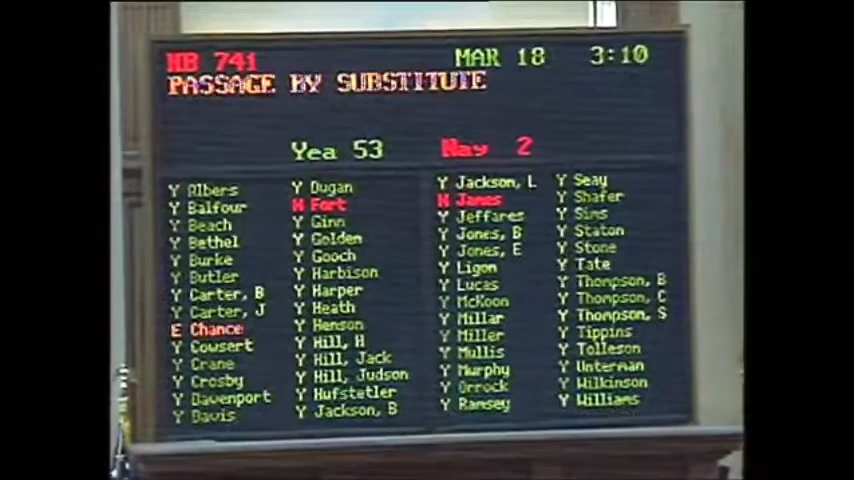 HB 741 MAR 18 3:10
PASSAGE BY SUBSTITUTE
Yea 53 Nay 2
Y Albers Y Dugan Y Jackson, L Y Seay
Y Balfour N Fort N James Y Shafer
Y Beach Y Ginn Y Jeffares Y Sims
Y Bethel Y Golden Y Jones, B Y Staton
Y Burke Y Gooch Y Jones, E Y Stone
Y Butler Y Harbison Y Ligon Y Tate
Y Carter, B Y Harper Y Lucas Y Thompson, B
Y Carter, J Y Heath Y McKoon Y Thompson, C
E Chance Y Henson Y Millar Y Thompson, S
Y Cowsert Y Hill, H Y Miller Y Tippins
Y Crane Y Hill, Jack Y Mullis Y Tolleson
Y Crosby Y Hill, Judson Y Murphy Y Unterman
Y Davenport Y Hufstetler Y Orrock Y Wilkinson
Y Davis Y Jackson, B Y Ramsey Y Williams